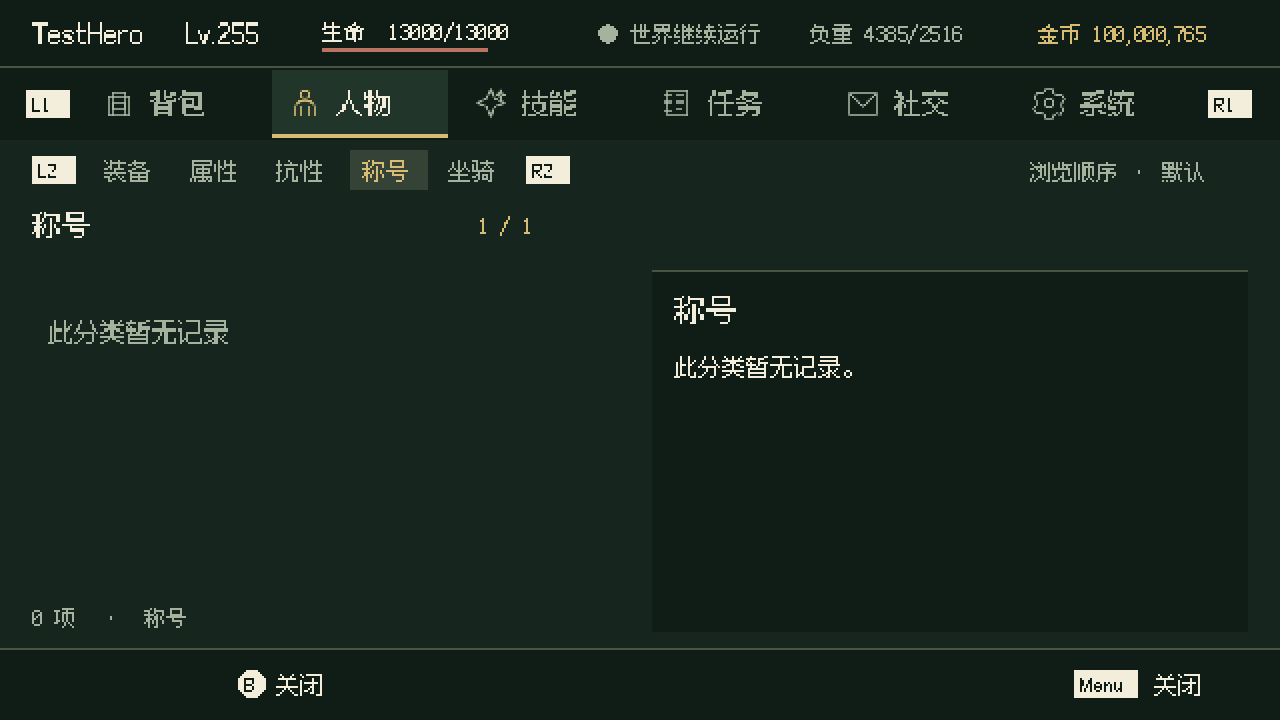 TestHero Lv.255 生命 13000/13000 世界继续运行 负重 4385/2516 金币 100,000,765
L1 背包 人物 技能 任务 社交 系统 R1
L2 装备 属性 抗性 称号 坐骑 R2 浏览顺序 · 默认
称号 1 / 1
称号
此分类暂无记录
此分类暂无记录。
0 项 · 称号
B 关闭 Menu 关闭